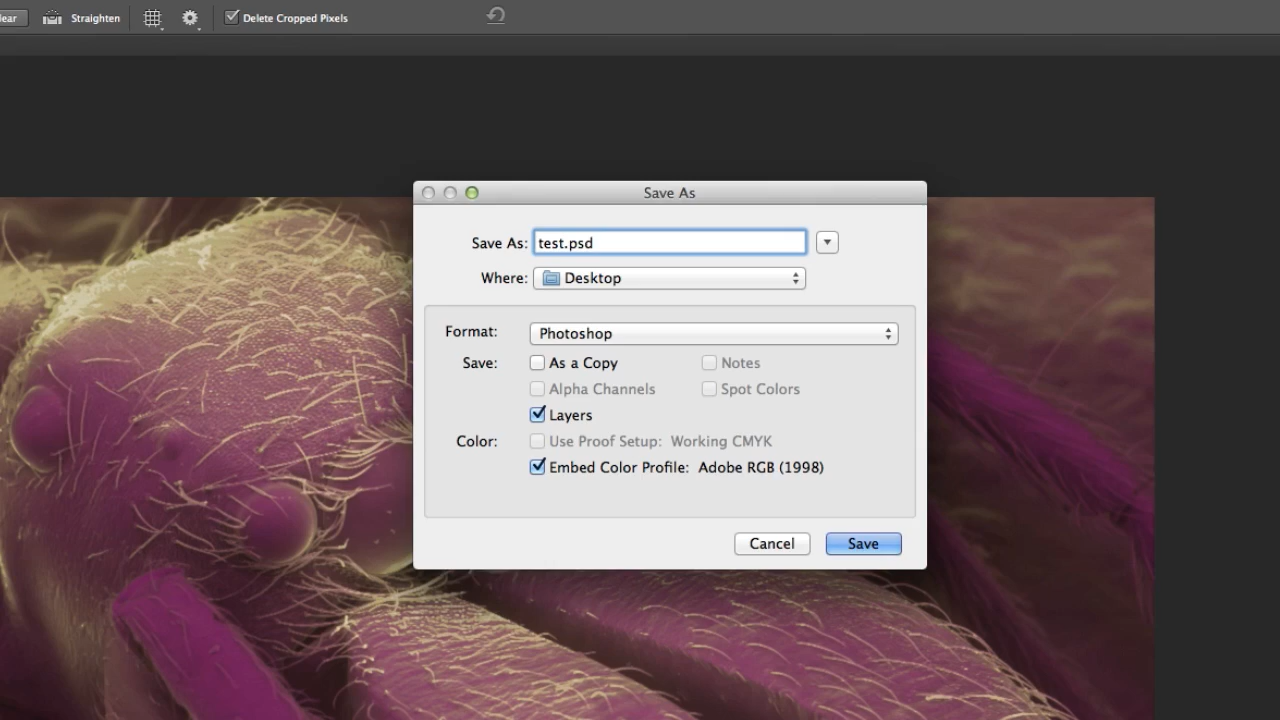 Straighten Delete Cropped Pixels
Save As
Save As: test.psd
Where: Desktop
Format: Photoshop
Save: As a Copy Notes
Alpha Channels Spot Colors
Layers
Color: Use Proof Setup: Working CMYK
Embed Color Profile: Adobe RGB (1998)
Cancel Save